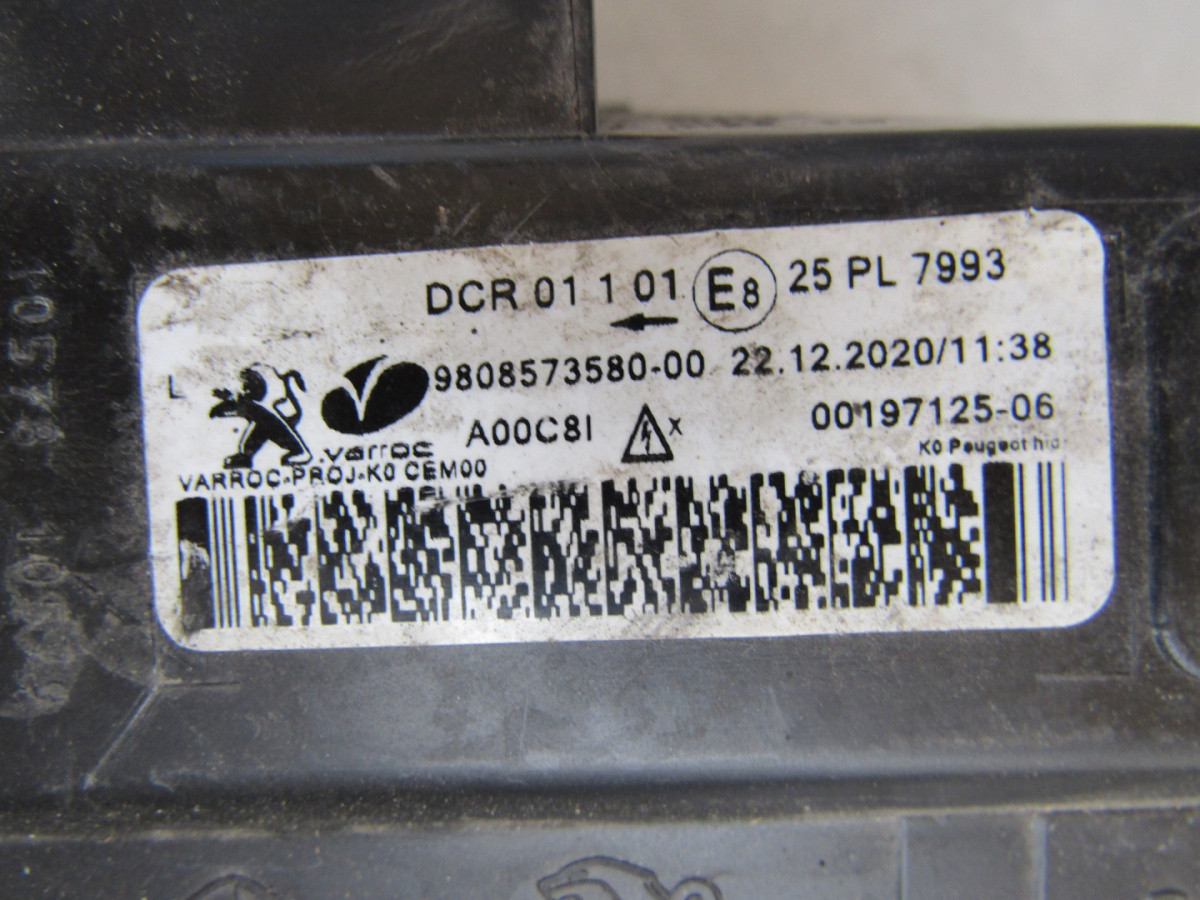 DCR 01 1 01 E8 25 PL 7993
L 9808573580-00 22.12.2020/11:38
varroc A00C8I X 00197125-06
K0 Peugeot
VARROC-PROJ-K0 CEM00